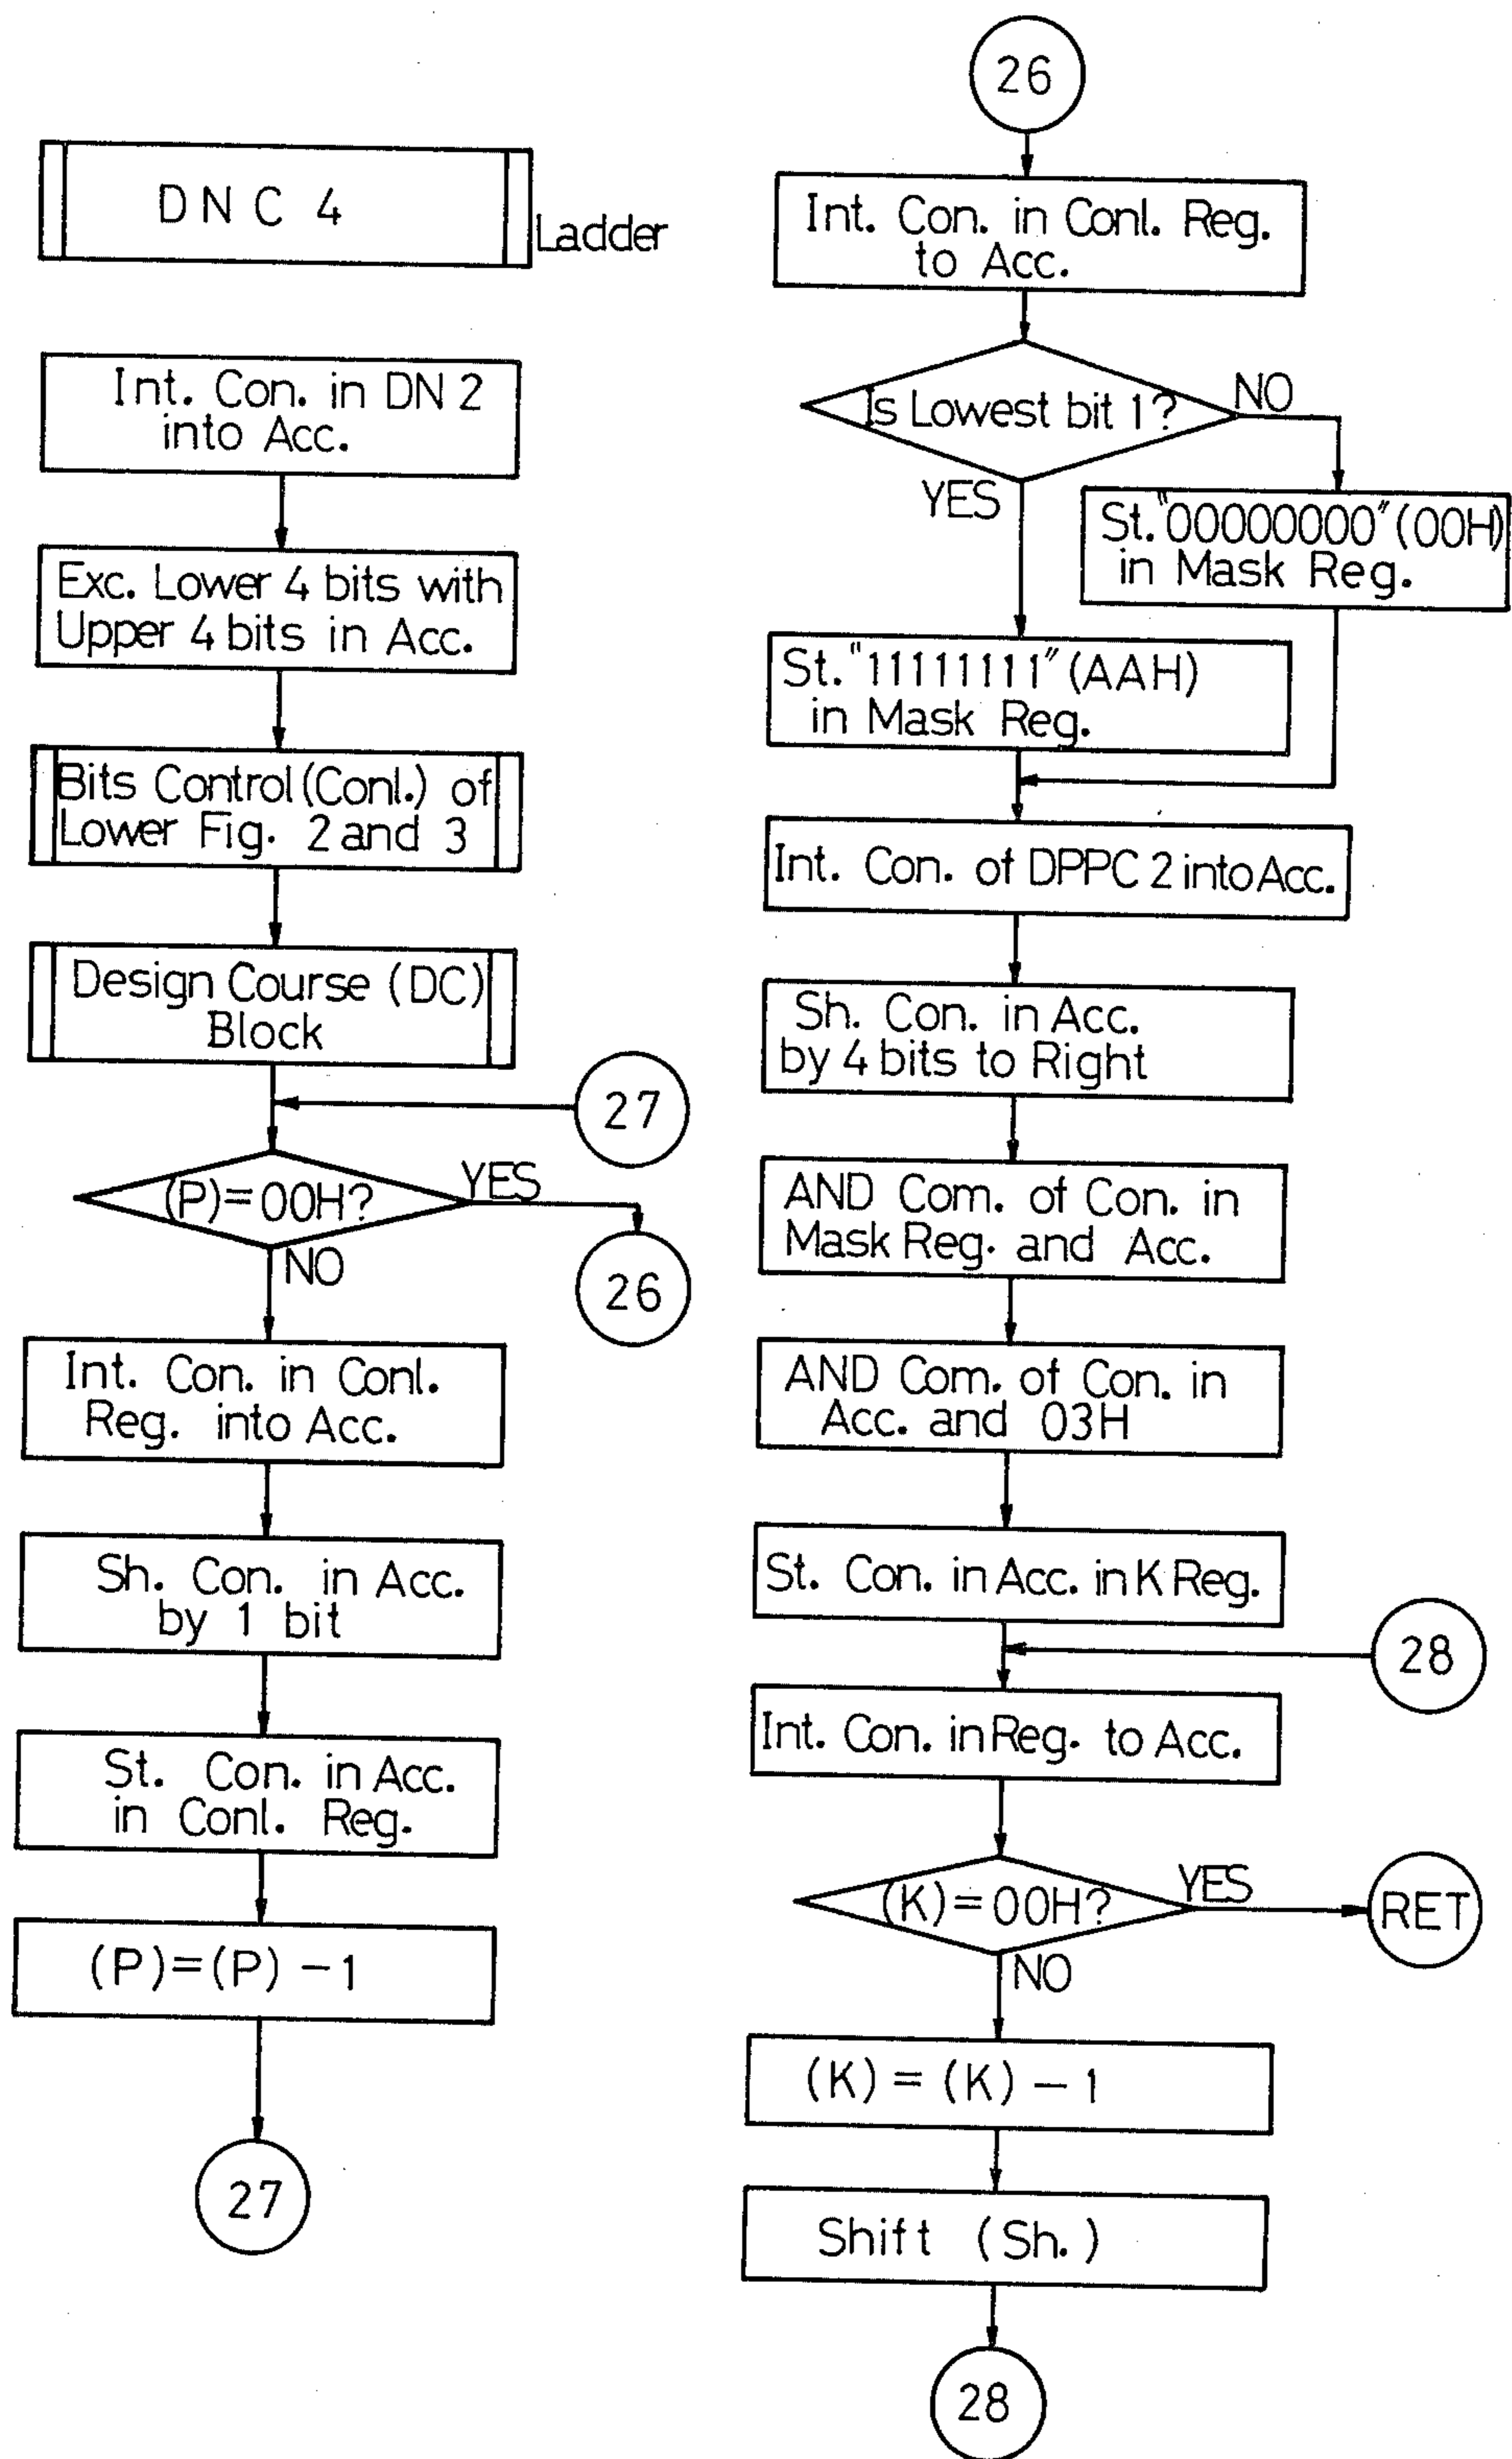 DNC 4
Ladder
Int. Con. in DN 2
into Acc.
Exc. Lower 4 bits with
Upper 4 bits in Acc.
Bits Control (Conl.) of
Lower Fig. 2 and 3
Design Course (DC)
Block
27
(P)=00H?
YES
NO
26
Int. Con. in Conl.
Reg. into Acc.
Sh. Con. in Acc.
by 1 bit
St. Con. in Acc.
in Conl. Reg.
(P)=(P) -1
27
26
Int. Con. in Conl. Reg.
to Acc.
Is Lowest bit 1?
NO
YES
St. "00000000" (00H)
in Mask Reg.
St. "11111111" (AAH)
in Mask Reg.
Int. Con. of DPPC 2 into Acc.
Sh. Con. in Acc.
by 4 bits to Right
AND Com. of Con. in
Mask Reg. and Acc.
AND Com. of Con. in
Acc. and 03H
St. Con. in Acc. in K Reg.
28
Int. Con. in Reg. to Acc.
(K)=00H?
YES
RET
NO
(K) = (K) -1
Shift (Sh.)
28